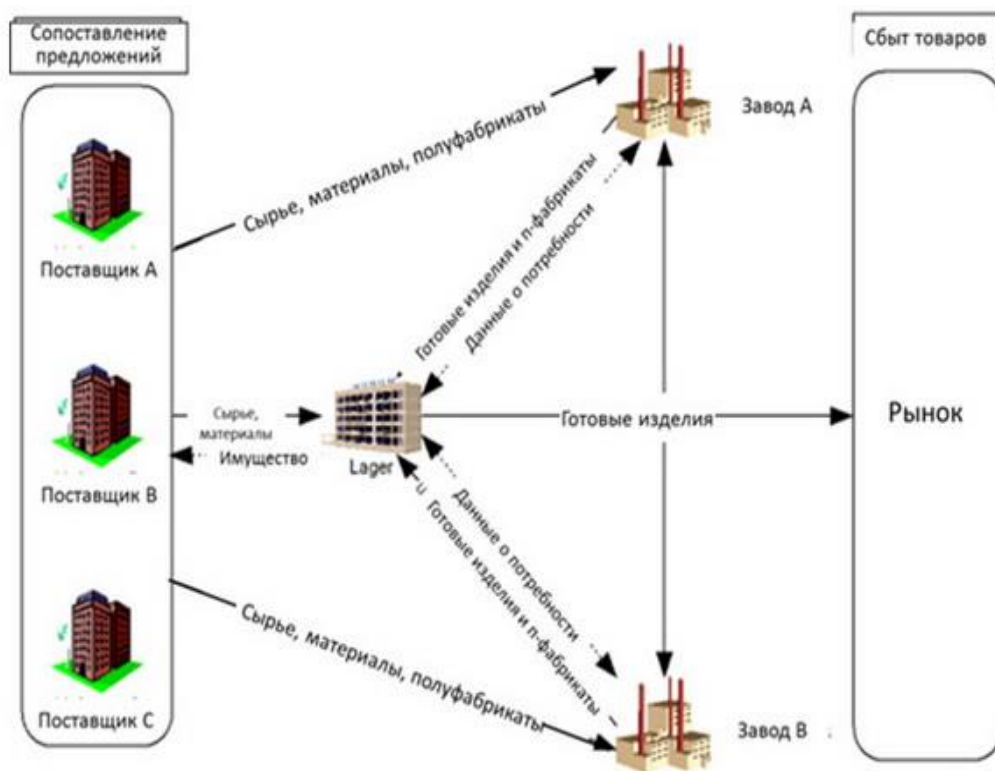 Сопоставление
предложений
Сбыт товаров
Завод А
Сырье, материалы, полуфабрикаты
Готовые изделия и п-фабрикаты
Данные о потребности
Поставщик А
Сырье,
материалы
Имущество
Lager
Готовые изделия
Рынок
Поставщик В
Данные о потребности
Готовые изделия и п-фабрикаты
Сырье, материалы, полуфабрикаты
Поставщик С
Завод В